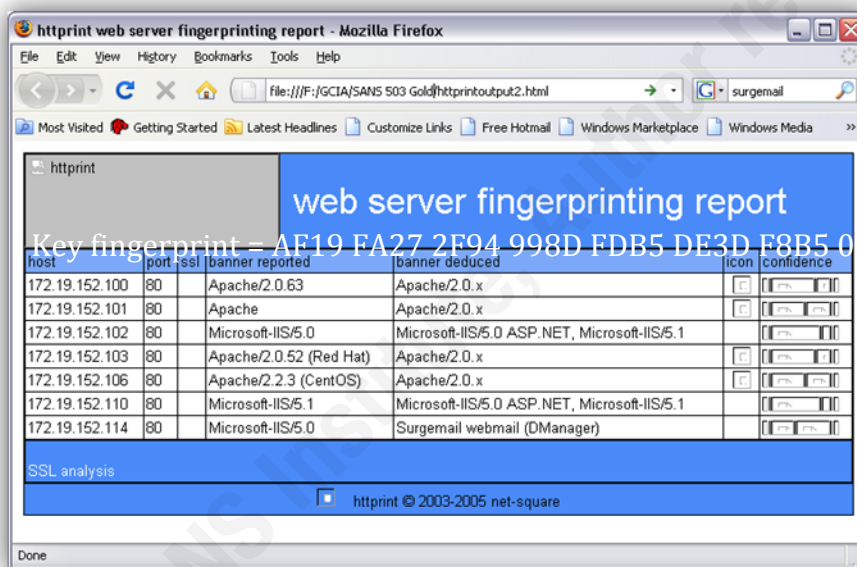 httprint web server fingerprinting report - Mozilla Firefox
File Edit View History Bookmarks Tools Help
file:///F:/GCIA/SANS 503 Gold/httprintoutput2.html
surgemail
Most Visited Getting Started Latest Headlines Customize Links Free Hotmail Windows Marketplace Windows Media »
httprint
web server fingerprinting report
Key fingerprint = AF19 FA27 2F94 998D FDB5 DE3D F8B5 0
host port ssl banner reported banner deduced icon confidence
172.19.152.100 80 Apache/2.0.63 Apache/2.0.x
172.19.152.101 80 Apache Apache/2.0.x
172.19.152.102 80 Microsoft-IIS/5.0 Microsoft-IIS/5.0 ASP.NET, Microsoft-IIS/5.1
172.19.152.103 80 Apache/2.0.52 (Red Hat) Apache/2.0.x
172.19.152.106 80 Apache/2.2.3 (CentOS) Apache/2.0.x
172.19.152.110 80 Microsoft-IIS/5.1 Microsoft-IIS/5.0 ASP.NET, Microsoft-IIS/5.1
172.19.152.114 80 Microsoft-IIS/5.0 Surgemail webmail (DManager)
SSL analysis
httprint © 2003-2005 net-square
Done
NS Institute, Author re